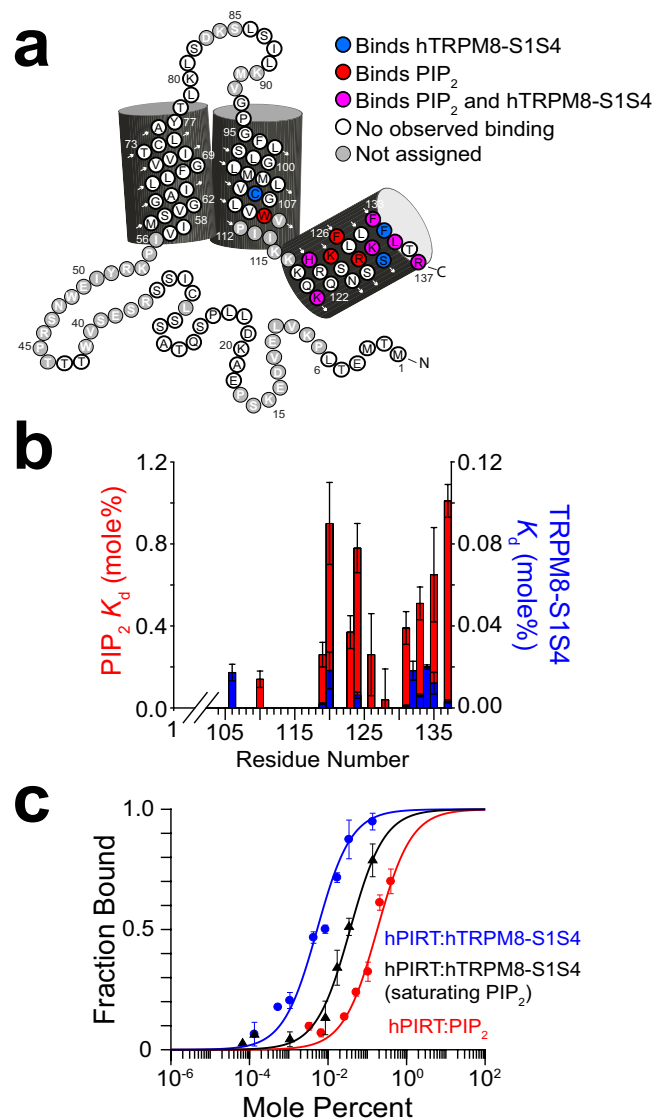 a
85
D K S L
S S
L I
K L
80 L K 90
T M
V
77 G
A Y P
73 T C L 95 G F L
V V I 69 S L G 100
L L F G L M M L
G A I 62 V C G 107
M S V G L V W V
56 I V I 58 112 P I I K
115 K
Binds hTRPM8-S1S4
Binds PIP2
Binds PIP2 and hTRPM8-S1S4
No observed binding
Not assigned
133
126
122
137
C
50 N W E I Y R K P
S R P 45
T T T W 40
V S E S R S S I C
L S S A T Q S P L L D
20 K A E P S K 15
E D V E L V K P
6 L T E M T M 1 N
b
PIP2 Kd (mole%)
1.2
0.8
0.4
0.0
TRPM8-S1S4
Kd (mole%)
0.12
0.08
0.04
0.00
1 105 115 125 135
Residue Number
c
Fraction Bound
1.0
0.5
0
hPIRT:hTRPM8-S1S4
hPIRT:hTRPM8-S1S4
(saturating PIP2)
hPIRT:PIP2
10-6 10-4 10-2 100 102
Mole Percent